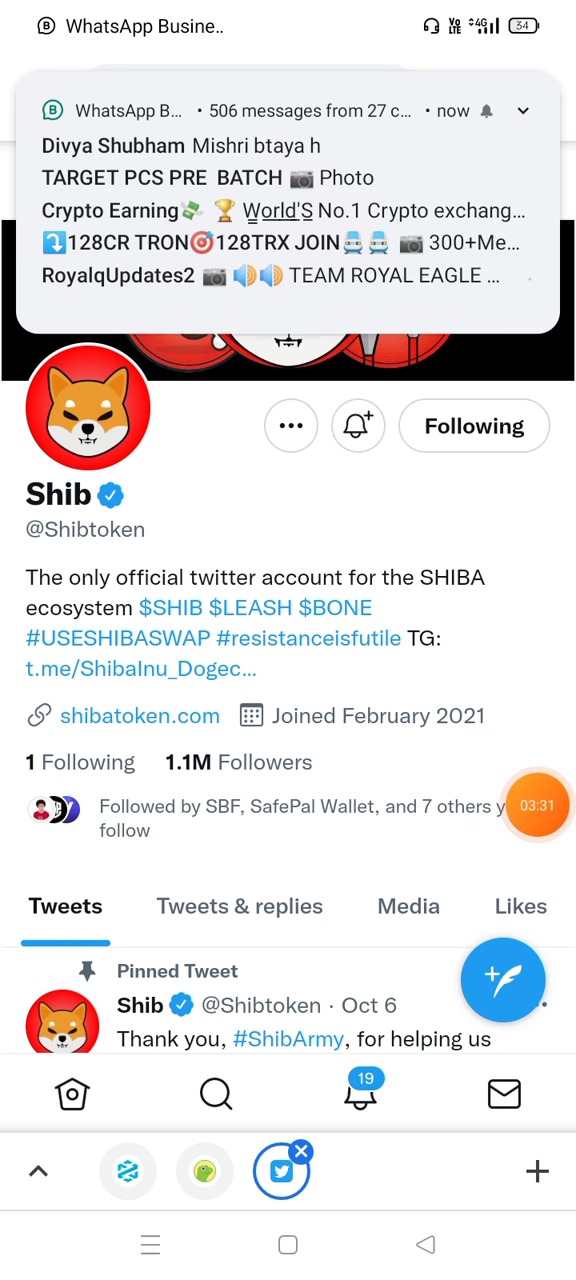 WhatsApp Busine.. VO LTE 4G 34
WhatsApp B... • 506 messages from 27 c... • now
Divya Shubham Mishri btaya h
TARGET PCS PRE BATCH 📷 Photo
Crypto Earning💸 🏆 World'S No.1 Crypto exchang...
⤵️128CR TRON🎯128TRX JOIN🚆🚆 📷 300+Me...
RoyalqUpdates2 📷 🔊🔊 TEAM ROYAL EAGLE ...
Following
Shib
@Shibtoken
The only official twitter account for the SHIBA
ecosystem $SHIB $LEASH $BONE
#USESHIBASWAP #resistanceisfutile TG:
t.me/ShibaInu_Dogec...
shibatoken.com Joined February 2021
1 Following 1.1M Followers
Followed by SBF, SafePal Wallet, and 7 others y
follow
03:31
Tweets Tweets & replies Media Likes
Pinned Tweet
Shib @Shibtoken · Oct 6
Thank you, #ShibArmy, for helping us
19